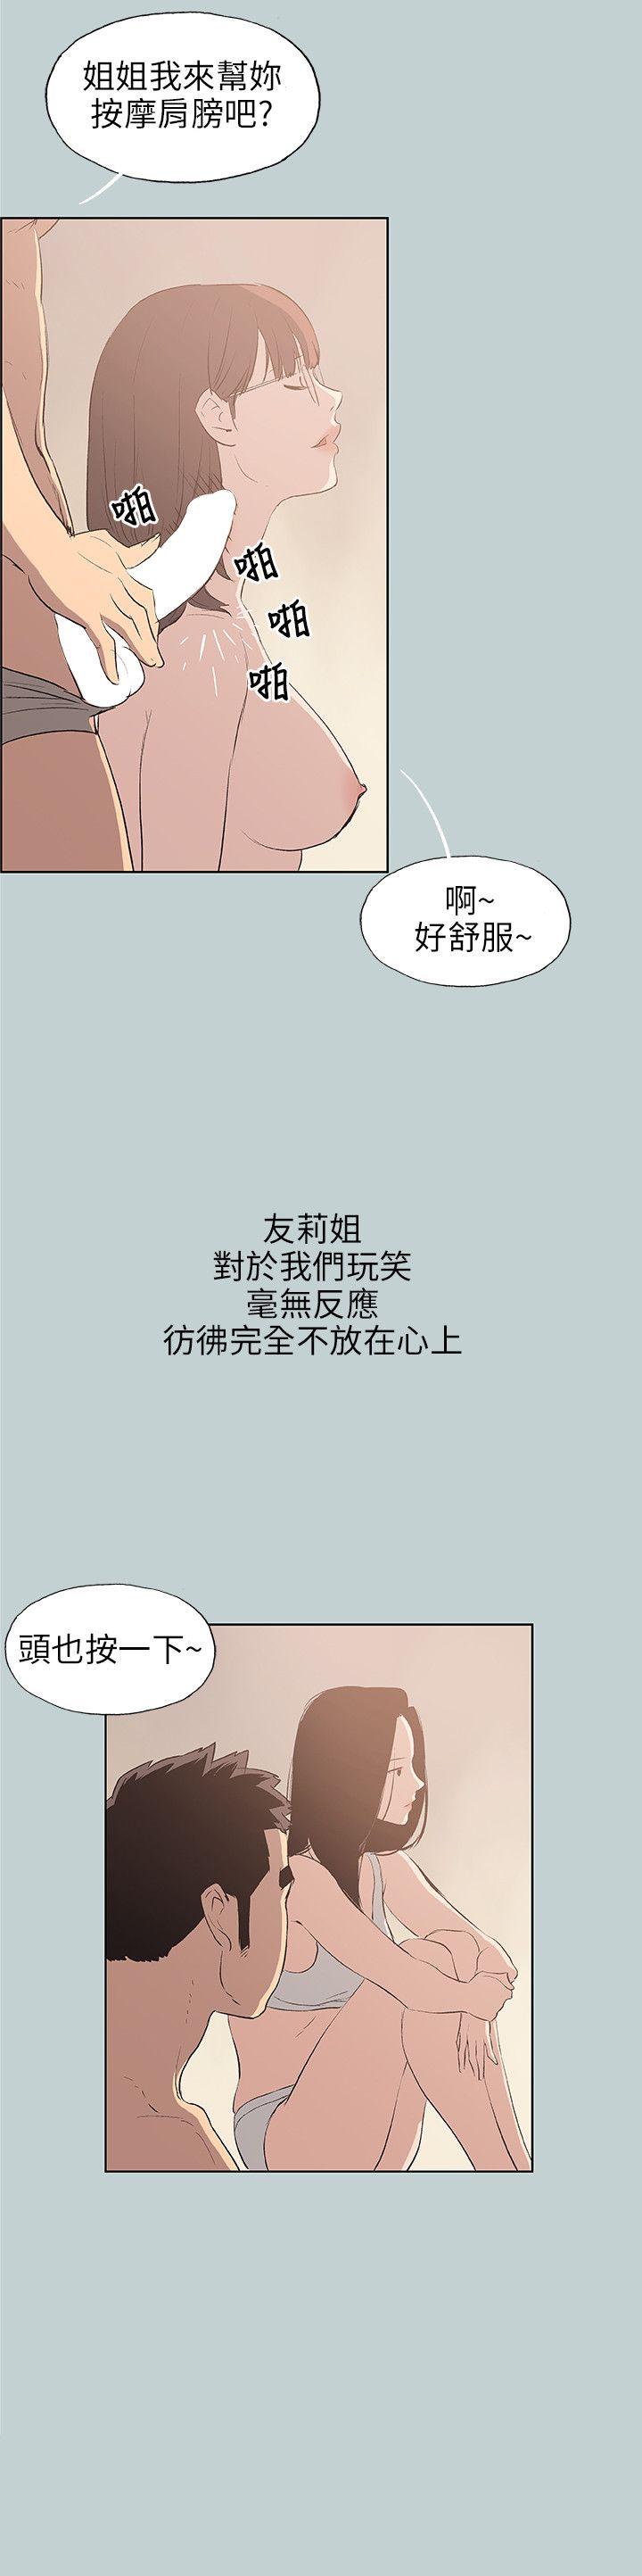 姐姐我來幫妳
按摩肩膀吧?
啪
啪
啪
啪
啊~
好舒服~
友莉姐
對於我們玩笑
毫無反應
彷彿完全不放在心上
頭也按一下~